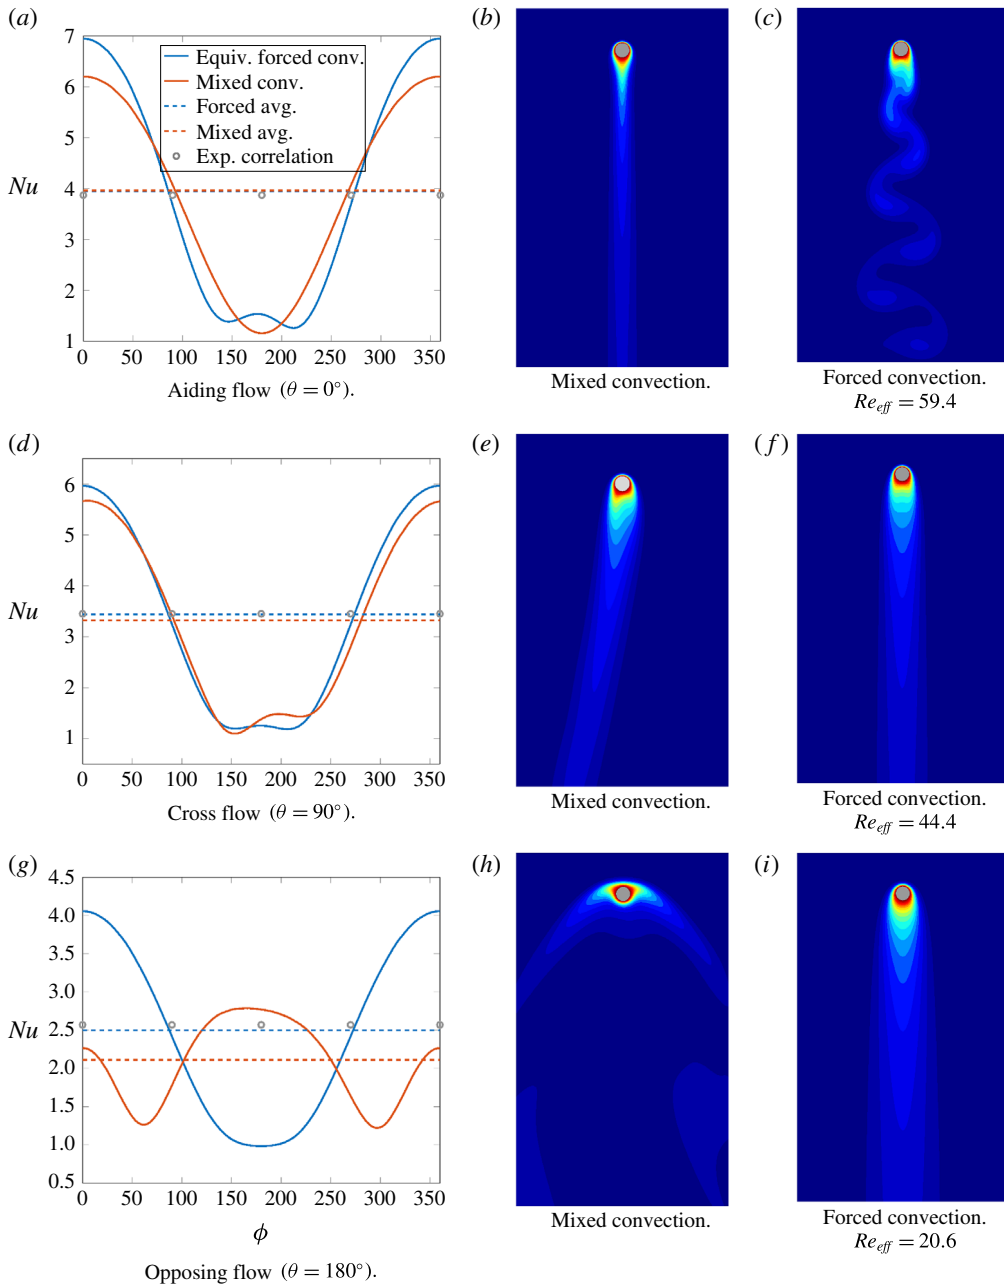 (a)
7
6
5
4
3
2
1
Nu
0 100 200 300
Equiv. forced conv.
Mixed conv.
Forced avg.
Mixed avg.
Exp. correlation
Aiding flow (θ = 0°).
(b)
Mixed convection.
(c)
Forced convection.
Re_eff = 59.4
(d)
6
5
4
3
2
1
Nu
0 50 100 150 200 250 300 350
Cross flow (θ = 90°).
(e)
Mixed convection.
(f)
Forced convection.
Re_eff = 44.4
(g)
4.5
4.0
3.5
3.0
2.5
2.0
1.5
1.0
0.5
Nu
0 50 100 150 200 250 300 350
ϕ
Opposing flow (θ = 180°).
(h)
Mixed convection.
(i)
Forced convection.
Re_eff = 20.6